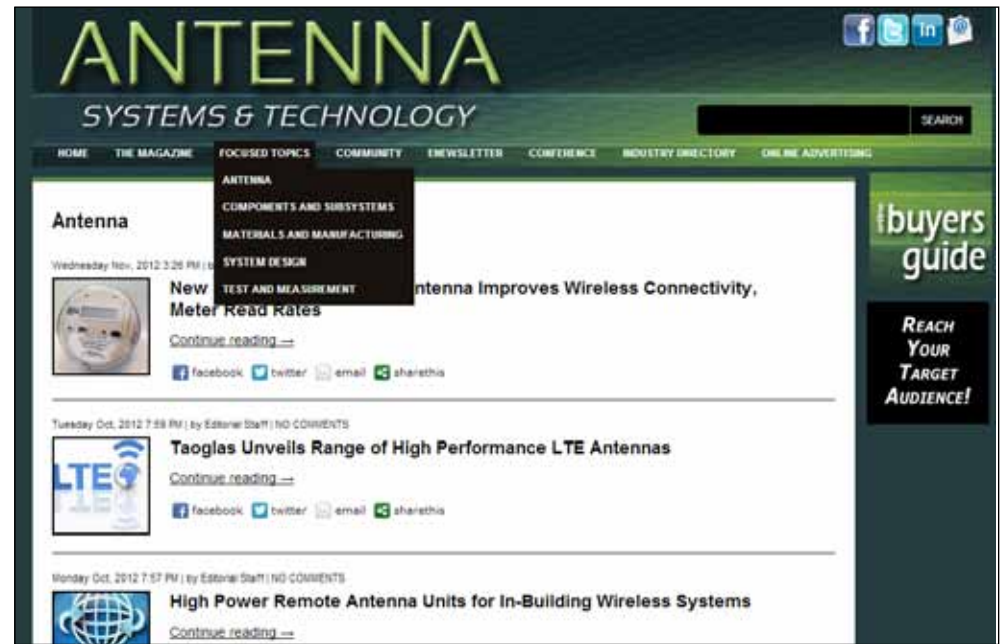 ANTENNA
SYSTEMS & TECHNOLOGY
SEARCH
HOME THE MAGAZINE FOCUSED TOPICS COMMUNITY ENEWSLETTER CONFERENCE INDUSTRY DIRECTORY ONLINE ADVERTISING
ANTENNA
COMPONENTS AND SUBSYSTEMS
MATERIALS AND MANUFACTURING
SYSTEM DESIGN
TEST AND MEASUREMENT
Antenna
Wednesday Nov, 2012 3:26 PM |
New ntenna Improves Wireless Connectivity,
Meter Read Rates
Continue reading →
facebook twitter email sharethis
Tuesday Oct, 2012 7:59 PM | by Editorial Staff | NO COMMENTS
LTE
Taoglas Unveils Range of High Performance LTE Antennas
Continue reading →
facebook twitter email sharethis
Monday Oct, 2012 7:57 PM | by Editorial Staff | NO COMMENTS
High Power Remote Antenna Units for In-Building Wireless Systems
Continue reading →
buyers
guide
REACH
YOUR
TARGET
AUDIENCE!